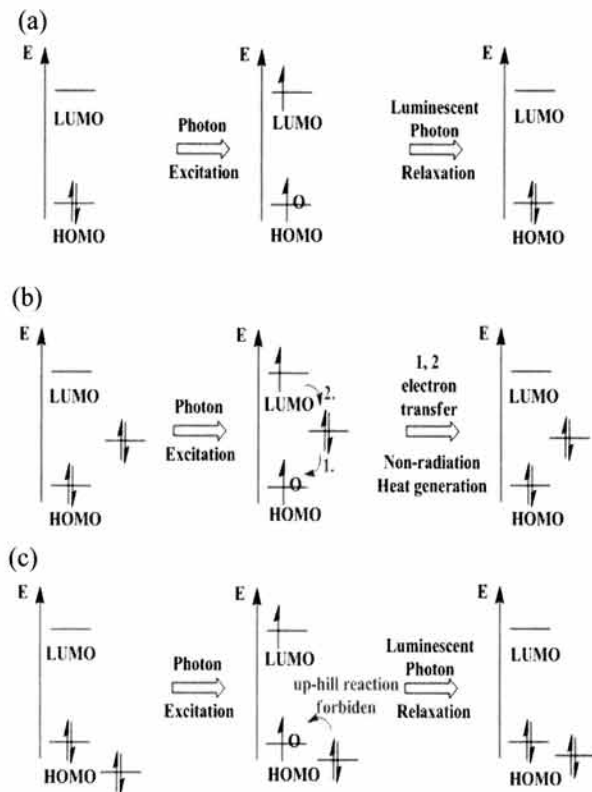 (a)
E
E
E
LUMO
LUMO
LUMO
Photon
Excitation
Luminescent
Photon
Relaxation
HOMO
O
HOMO
HOMO
(b)
E
E
E
LUMO
LUMO
LUMO
Photon
Excitation
2.
1.
1, 2
electron
transfer
Non-radiation
Heat generation
HOMO
O
HOMO
HOMO
(c)
E
E
E
LUMO
LUMO
LUMO
Photon
Excitation
up-hill reaction
forbiden
Luminescent
Photon
Relaxation
HOMO
O
HOMO
HOMO